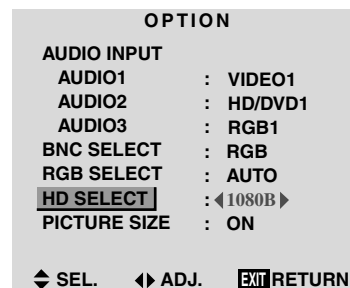 OPTION
AUDIO INPUT
AUDIO1 : VIDEO1
AUDIO2 : HD/DVD1
AUDIO3 : RGB1
BNC SELECT : RGB
RGB SELECT : AUTO
HD SELECT : 1080B
PICTURE SIZE : ON
SEL. ADJ. EXIT RETURN